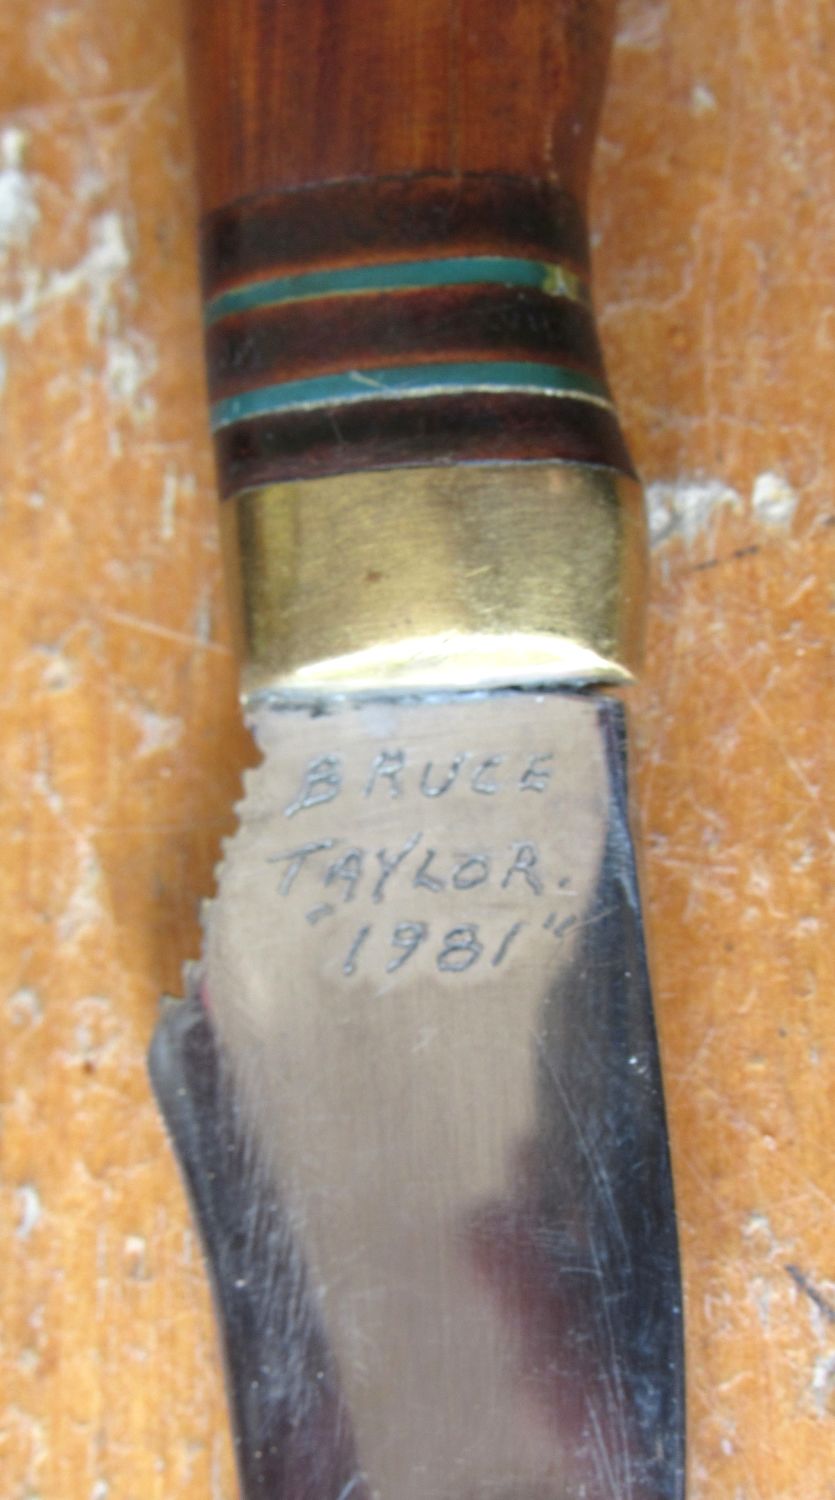 BRUCE
TAYLOR.
"1981"